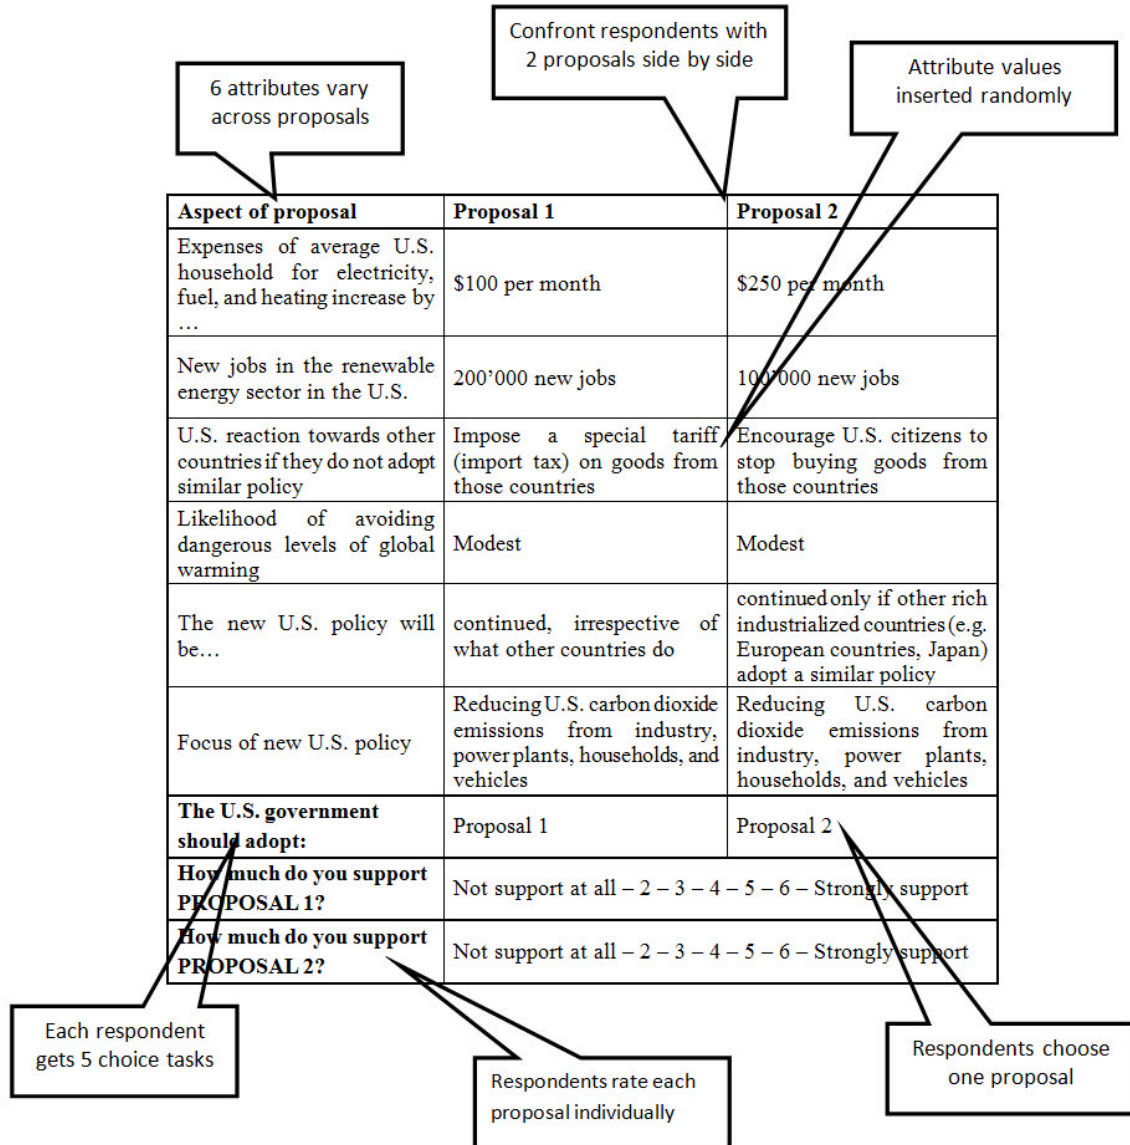 Confront respondents with
2 proposals side by side
6 attributes vary
across proposals
Attribute values
inserted randomly
Aspect of proposal
Proposal 1
Proposal 2
Expenses of average U.S.
household for electricity,
fuel, and heating increase by
…
$100 per month
$250 per month
New jobs in the renewable
energy sector in the U.S.
200’000 new jobs
100’000 new jobs
U.S. reaction towards other
countries if they do not adopt
similar policy
Impose a special tariff
(import tax) on goods from
those countries
Encourage U.S. citizens to
stop buying goods from
those countries
Likelihood of avoiding
dangerous levels of global
warming
Modest
Modest
The new U.S. policy will
be…
continued, irrespective of
what other countries do
continued only if other rich
industrialized countries (e.g.
European countries, Japan)
adopt a similar policy
Focus of new U.S. policy
Reducing U.S. carbon dioxide
emissions from industry,
power plants, households, and
vehicles
Reducing U.S. carbon
dioxide emissions from
industry, power plants,
households, and vehicles
The U.S. government
should adopt:
Proposal 1
Proposal 2
How much do you support
PROPOSAL 1?
Not support at all – 2 – 3 – 4 – 5 – 6 – Strongly support
How much do you support
PROPOSAL 2?
Not support at all – 2 – 3 – 4 – 5 – 6 – Strongly support
Each respondent
gets 5 choice tasks
Respondents rate each
proposal individually
Respondents choose
one proposal